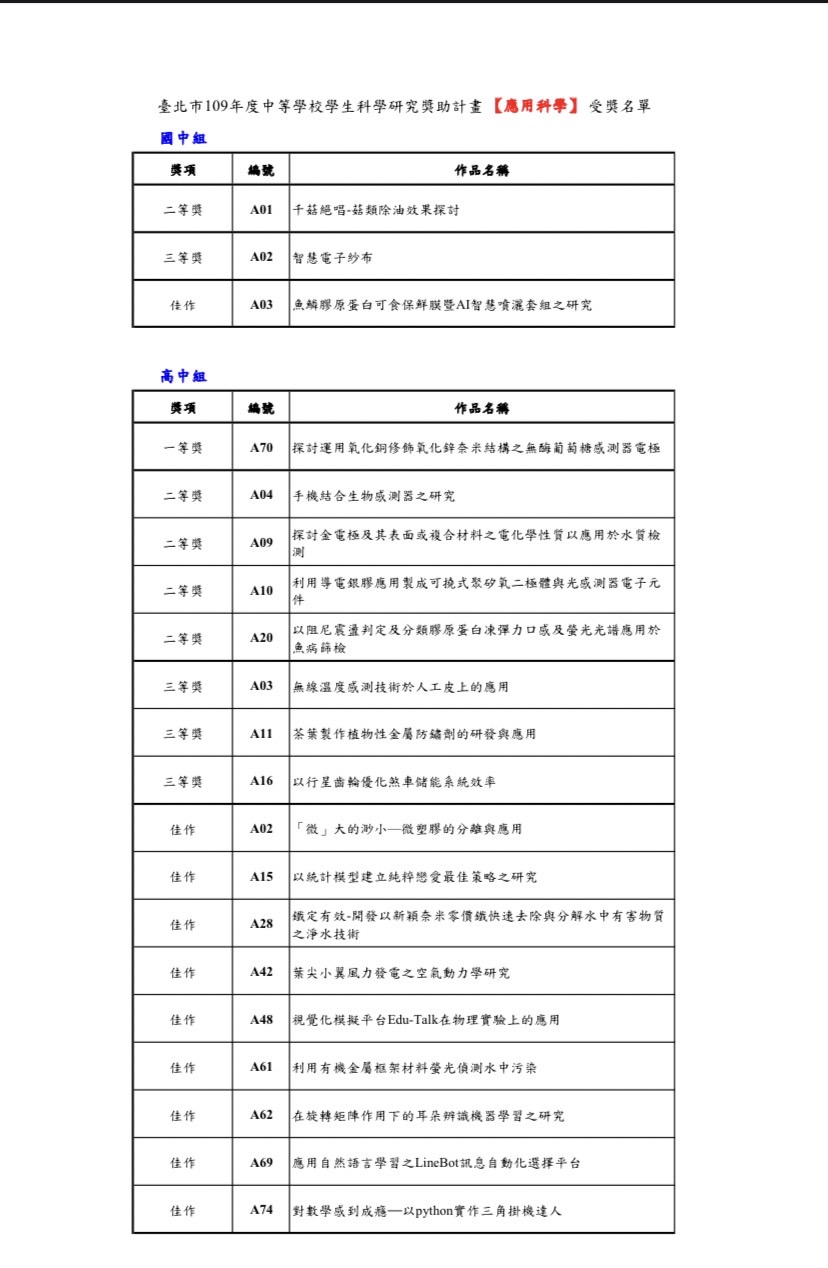 臺北市109年度中等學校學生科學研究獎助計畫【應用科學】受獎名單
國中組
獎項 編號 作品名稱
二等獎 A01 千菇絕唱-菇類除油效果探討
三等獎 A02 智慧電子紗布
佳作 A03 魚鱗膠原蛋白可食保鮮膜暨AI智慧噴灑套組之研究
高中組
獎項 編號 作品名稱
一等獎 A70 探討運用氧化銅修飾氧化鋅奈米結構之無酶葡萄糖感測器電極
二等獎 A04 手機結合生物感測器之研究
二等獎 A09 探討金電極及其表面或複合材料之電化學性質以應用於水質檢
測
二等獎 A10 利用導電銀膠應用製成可撓式聚矽氧二極體與光感測器電子元
件
二等獎 A20 以阻尼震盪判定及分類膠原蛋白凍彈力口感及螢光光譜應用於
魚病篩檢
三等獎 A03 無線溫度感測技術於人工皮上的應用
三等獎 A11 茶葉製作植物性金屬防鏽劑的研發與應用
三等獎 A16 以行星齒輪優化煞車儲能系統效率
佳作 A02 「微」大的渺小—微塑膠的分離與應用
佳作 A15 以統計模型建立純粹戀愛最佳策略之研究
佳作 A28 鐵定有效-開發以新穎奈米零價鐵快速去除與分解水中有害物質
之淨水技術
佳作 A42 葉尖小翼風力發電之空氣動力學研究
佳作 A48 視覺化模擬平台Edu-Talk在物理實驗上的應用
佳作 A61 利用有機金屬框架材料螢光偵測水中污染
佳作 A62 在旋轉矩陣作用下的耳朵辨識機器學習之研究
佳作 A69 應用自然語言學習之LineBot訊息自動化選擇平台
佳作 A74 對數學感到成癮──以python實作三角掛機達人